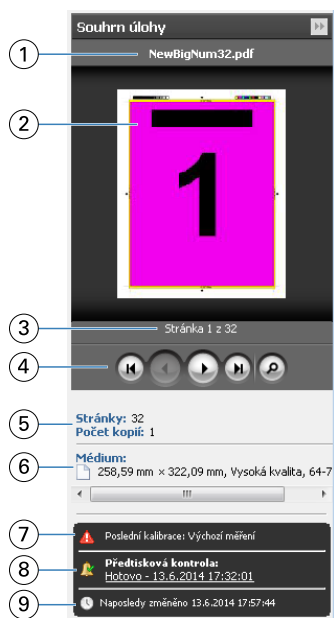 Souhrn úlohy
1 NewBigNum32.pdf
2
1
3 Stránka 1 z 32
4
5 Stránky: 32
Počet kopií: 1
6 Médium:
258,59 mm × 322,09 mm, Vysoká kvalita, 64-7
7 Poslední kalibrace: Výchozí měření
8 Předtisková kontrola:
Hotovo - 13.6.2014 17:32:01
9 Naposledy změněno 13.6.2014 17:57:44